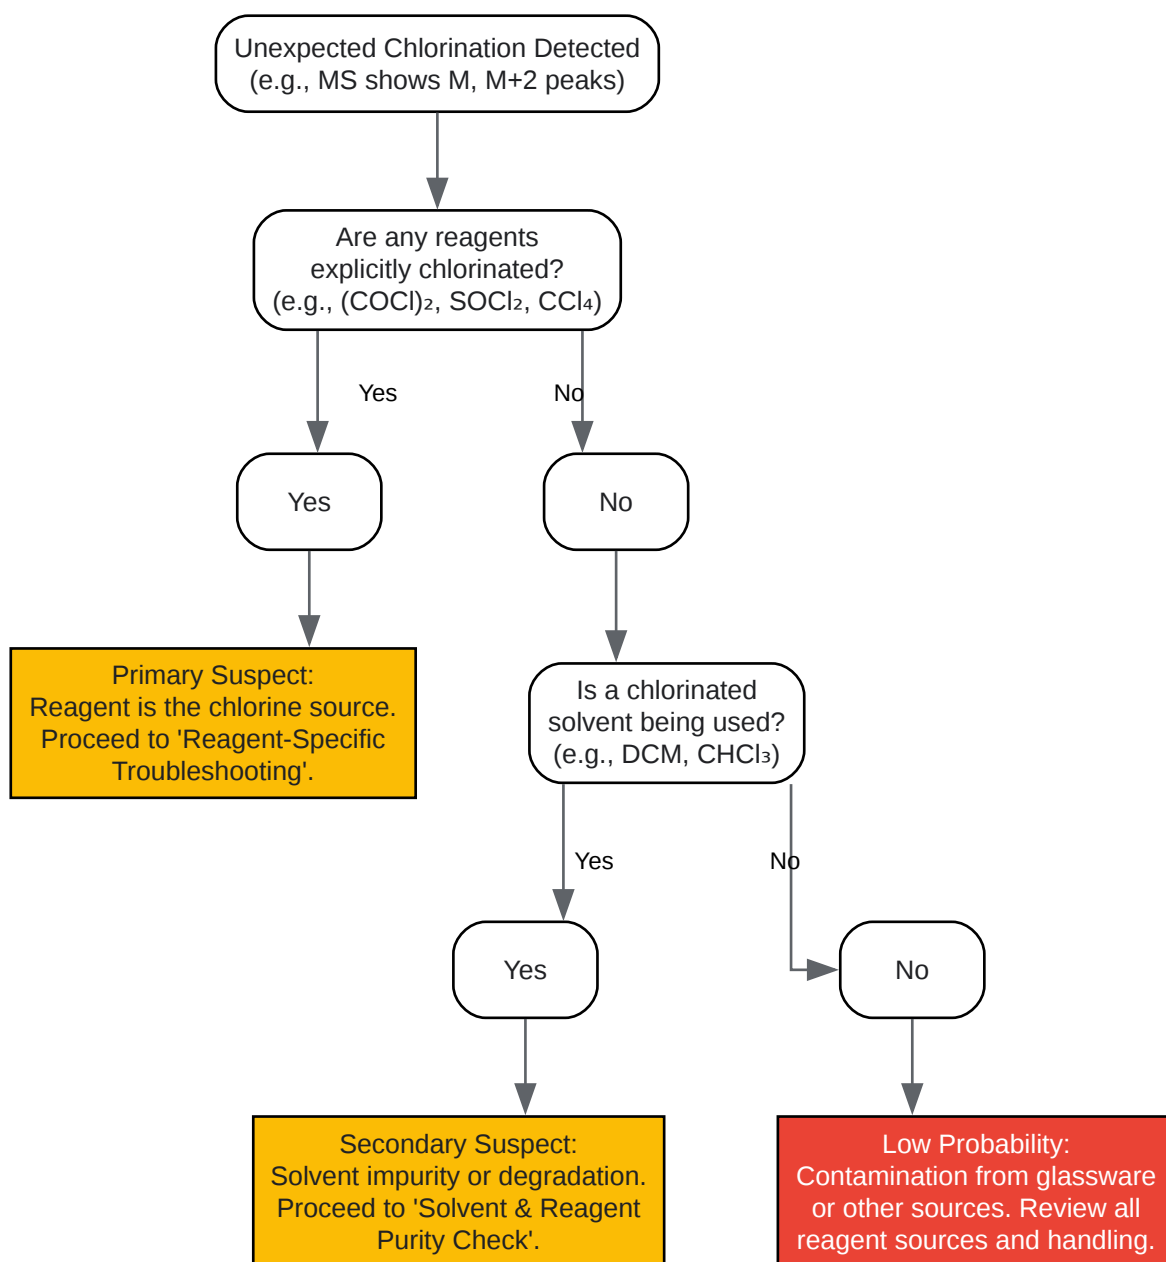 Unexpected Chlorination Detected
(e.g., MS shows M, M+2 peaks)
Are any reagents
explicitly chlorinated?
(e.g., (COCl)₂, SOCl₂, CCl₄)
Yes
No
Yes
No
Primary Suspect:
Reagent is the chlorine source.
Proceed to 'Reagent-Specific
Troubleshooting'.
Is a chlorinated
solvent being used?
(e.g., DCM, CHCl₃)
Yes
No
Yes
No
Secondary Suspect:
Solvent impurity or degradation.
Proceed to 'Solvent & Reagent
Purity Check'.
Low Probability:
Contamination from glassware
or other sources. Review all
reagent sources and handling.